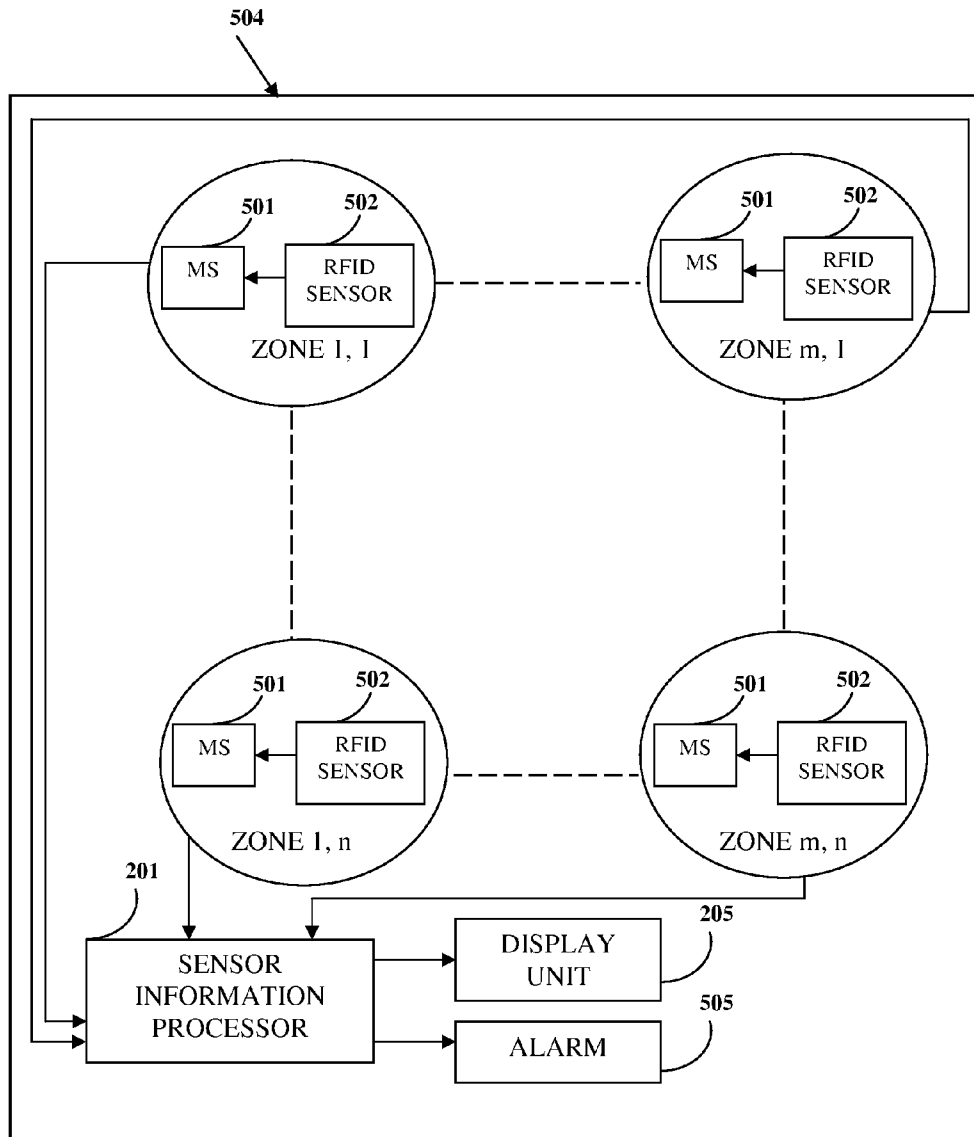 504
501
502
MS
RFID
SENSOR
ZONE 1, 1
501
502
MS
RFID
SENSOR
ZONE m, 1
501
502
MS
RFID
SENSOR
ZONE 1, n
501
502
MS
RFID
SENSOR
ZONE m, n
201
SENSOR
INFORMATION
PROCESSOR
205
DISPLAY
UNIT
505
ALARM